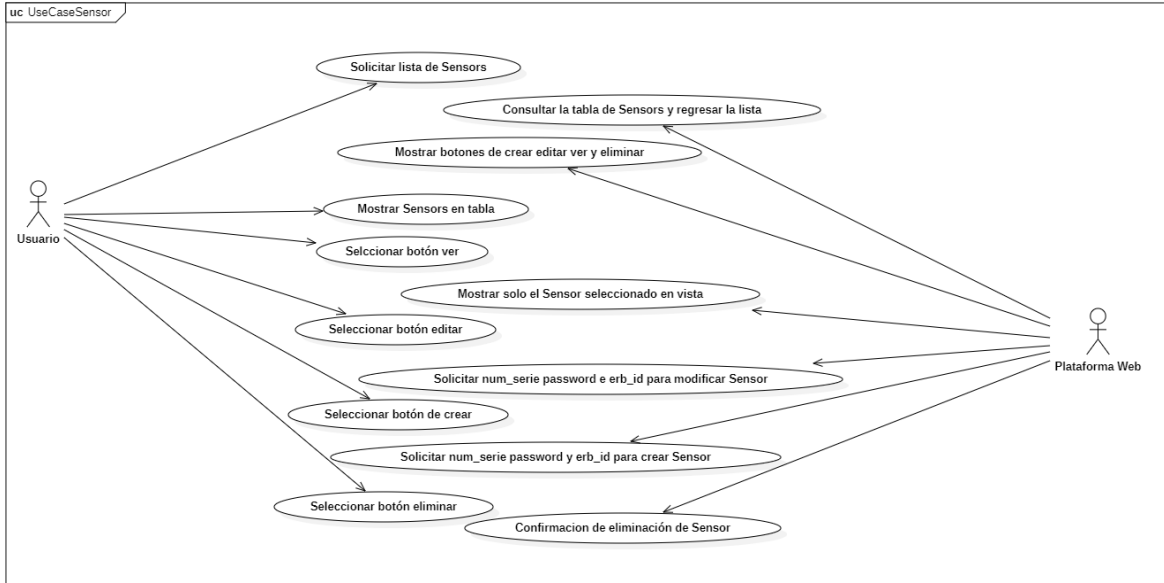 uc UseCaseSensor
Solicitar lista de Sensors
Consultar la tabla de Sensors y regresar la lista
Mostrar botones de crear editar ver y eliminar
Mostrar Sensors en tabla
Usuario
Selccionar botón ver
Mostrar solo el Sensor seleccionado en vista
Seleccionar botón editar
Plataforma Web
Solicitar num_serie password e erb_id para modificar Sensor
Seleccionar botón de crear
Solicitar num_serie password y erb_id para crear Sensor
Seleccionar botón eliminar
Confirmacion de eliminación de Sensor